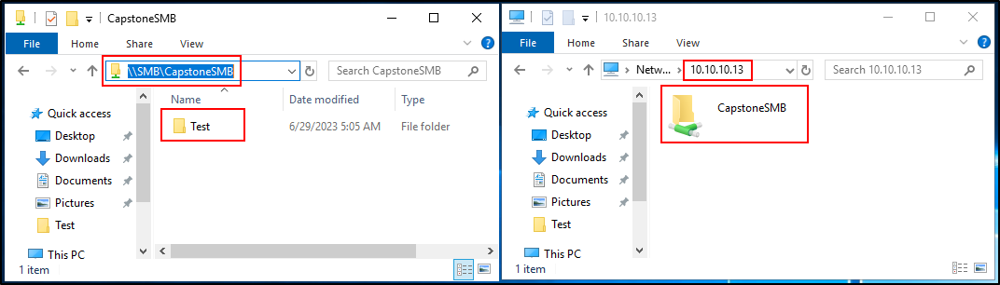 CapstoneSMB
File Home Share View
\\SMB\CapstoneSMB
Search CapstoneSMB
Name Date modified Type
Quick access
Desktop
Downloads
Documents
Pictures
Test
This PC
Test 6/29/2023 5:05 AM File folder
1 item
10.10.10.13
File Home Share View
Netw... 10.10.10.13
Search 10.10.10.13
Quick access
Desktop
Downloads
Documents
Pictures
Test
This PC
CapstoneSMB
1 item